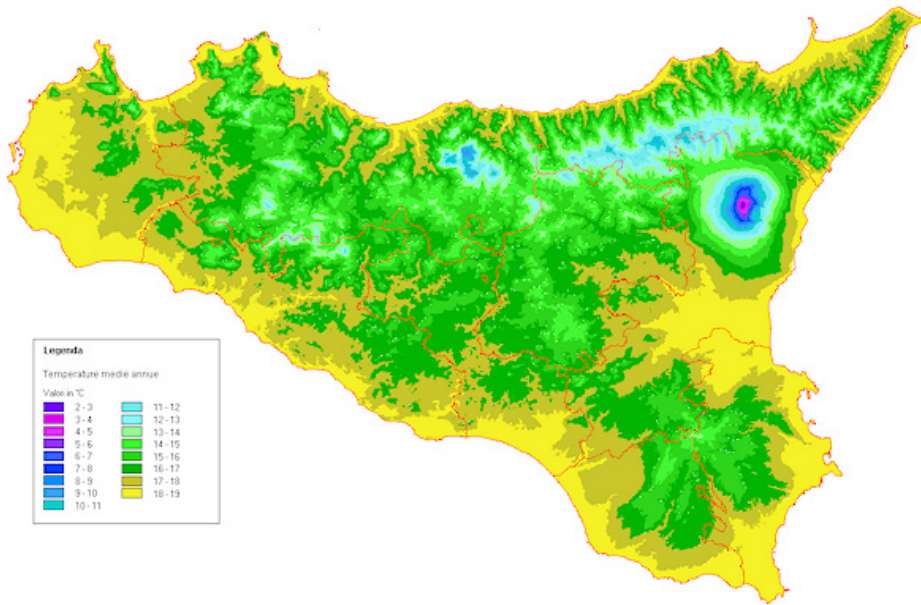 Legenda
Temperature medie annue
Valori in °C
2 - 3
3 - 4
4 - 5
5 - 6
6 - 7
7 - 8
8 - 9
9 - 10
10 - 11
11 - 12
12 - 13
13 - 14
14 - 15
15 - 16
16 - 17
17 - 18
18 - 19